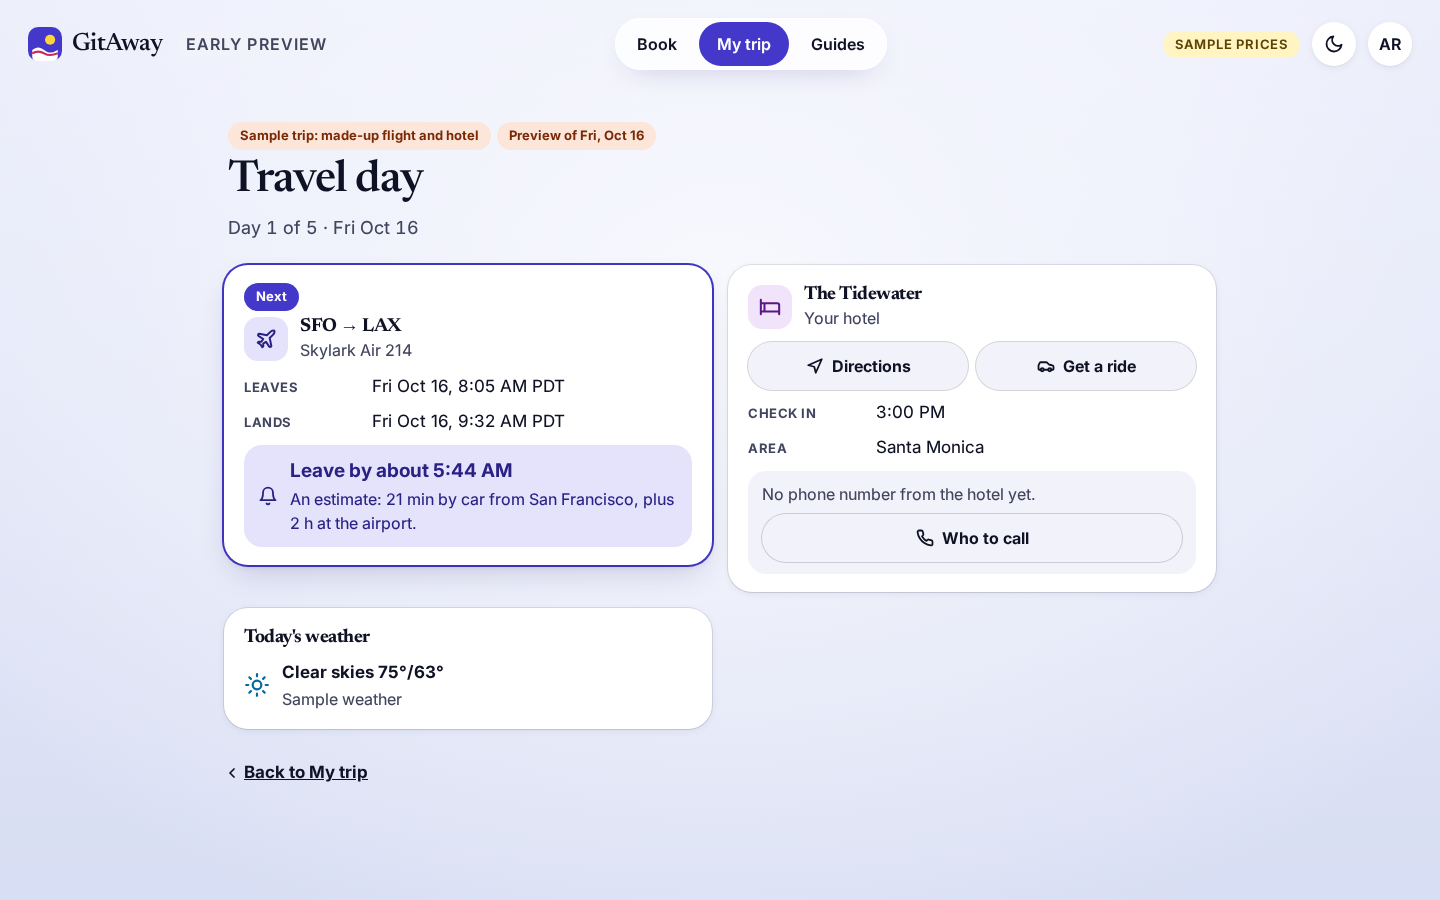 GitAway EARLY PREVIEW
Book
My trip
Guides
SAMPLE PRICES
AR
Sample trip: made-up flight and hotel
Preview of Fri, Oct 16
Travel day
Day 1 of 5 · Fri Oct 16
Next
SFO → LAX
Skylark Air 214
LEAVES Fri Oct 16, 8:05 AM PDT
LANDS Fri Oct 16, 9:32 AM PDT
Leave by about 5:44 AM
An estimate: 21 min by car from San Francisco, plus
2 h at the airport.
The Tidewater
Your hotel
Directions
Get a ride
CHECK IN 3:00 PM
AREA Santa Monica
No phone number from the hotel yet.
Who to call
Today's weather
Clear skies 75°/63°
Sample weather
Back to My trip